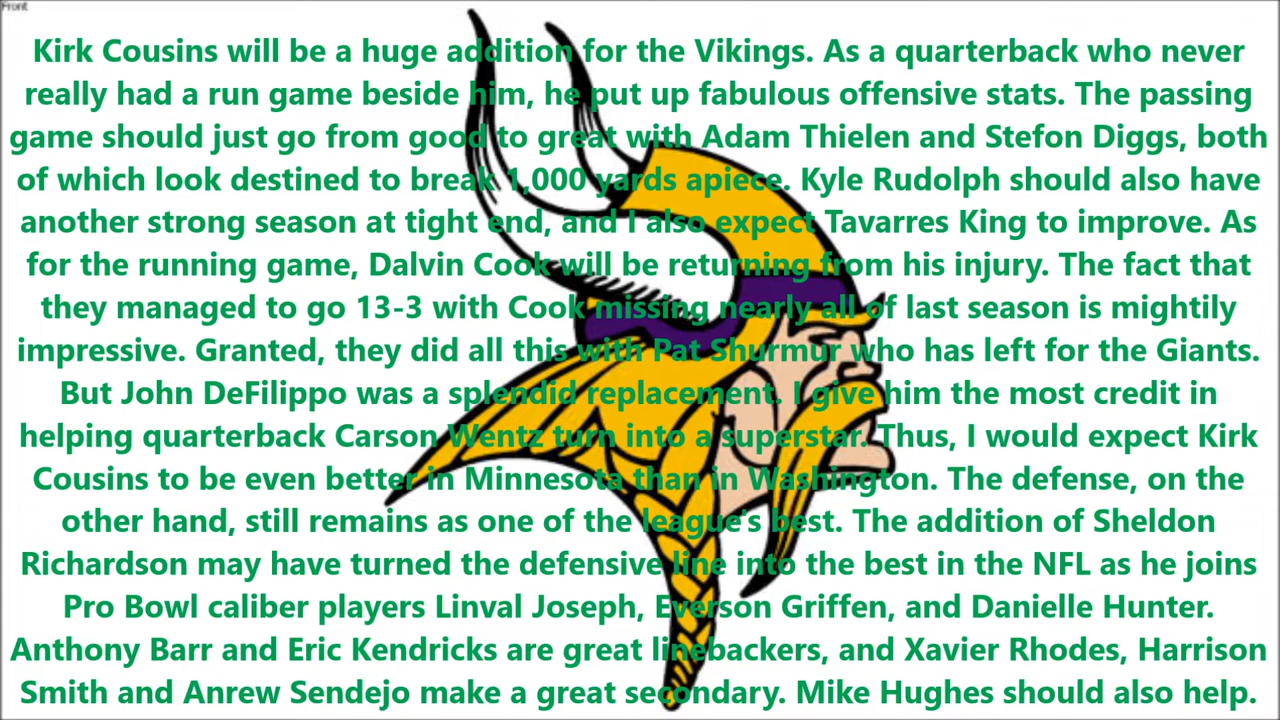 Front
Kirk Cousins will be a huge addition for the Vikings. As a quarterback who never
really had a run game beside him, he put up fabulous offensive stats. The passing
game should just go from good to great with Adam Thielen and Stefon Diggs, both
of which look destined to break 1,000 yards apiece. Kyle Rudolph should also have
another strong season at tight end, and I also expect Tavarres King to improve. As
for the running game, Dalvin Cook will be returning from his injury. The fact that
they managed to go 13-3 with Cook missing nearly all of last season is mightily
impressive. Granted, they did all this with Pat Shurmur who has left for the Giants.
But John DeFilippo was a splendid replacement. I give him the most credit in
helping quarterback Carson Wentz turn into a superstar. Thus, I would expect Kirk
Cousins to be even better in Minnesota than in Washington. The defense, on the
other hand, still remains as one of the league's best. The addition of Sheldon
Richardson may have turned the defensive line into the best in the NFL as he joins
Pro Bowl caliber players Linval Joseph, Everson Griffen, and Danielle Hunter.
Anthony Barr and Eric Kendricks are great linebackers, and Xavier Rhodes, Harrison
Smith and Anrew Sendejo make a great secondary. Mike Hughes should also help.